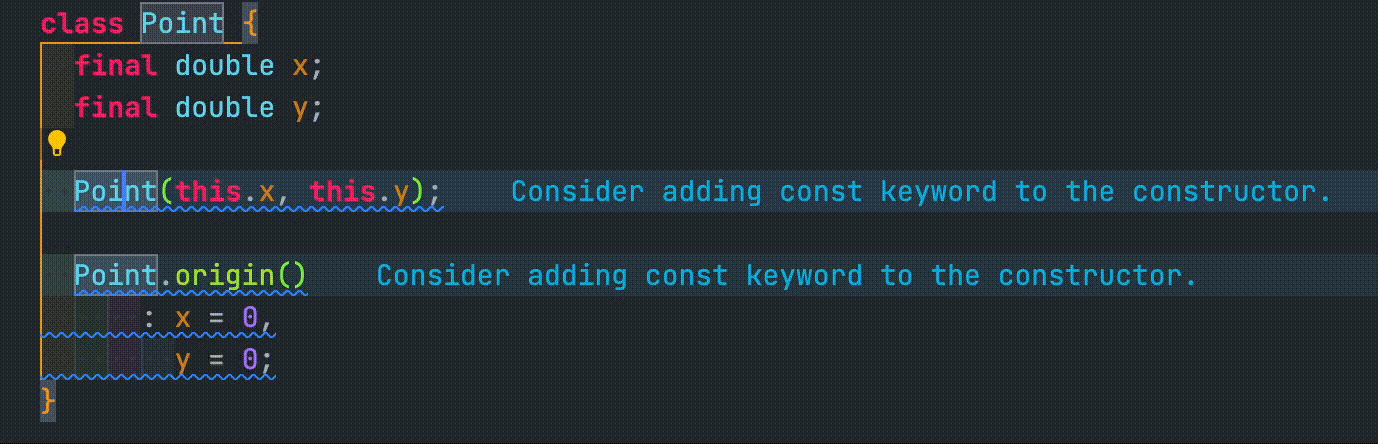 class Point {
final double x;
final double y;
Point(this.x, this.y); Consider adding const keyword to the constructor.
Point.origin() Consider adding const keyword to the constructor.
: x = 0,
y = 0;
}